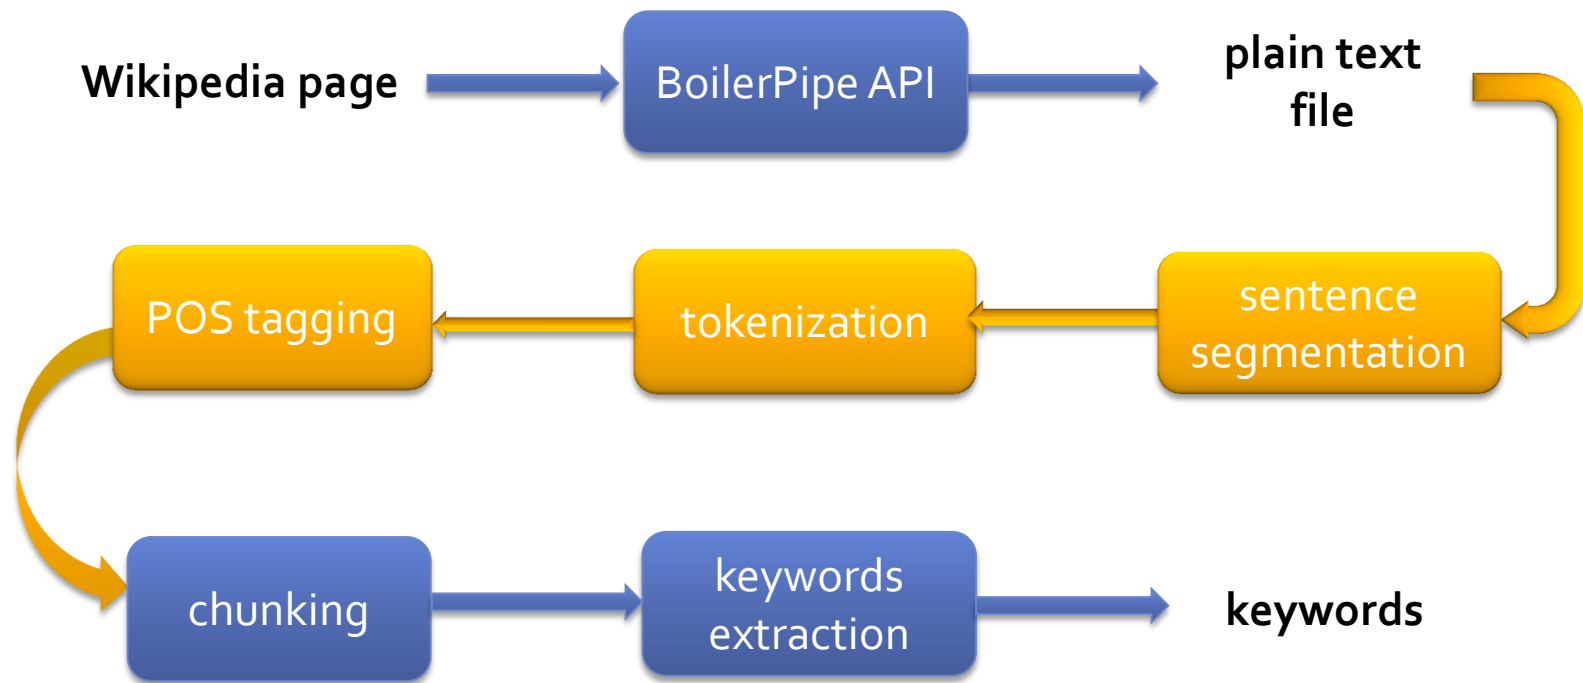 Wikipedia page
BoilerPipe API
plain text
file
sentence
segmentation
tokenization
POS tagging
chunking
keywords
extraction
keywords